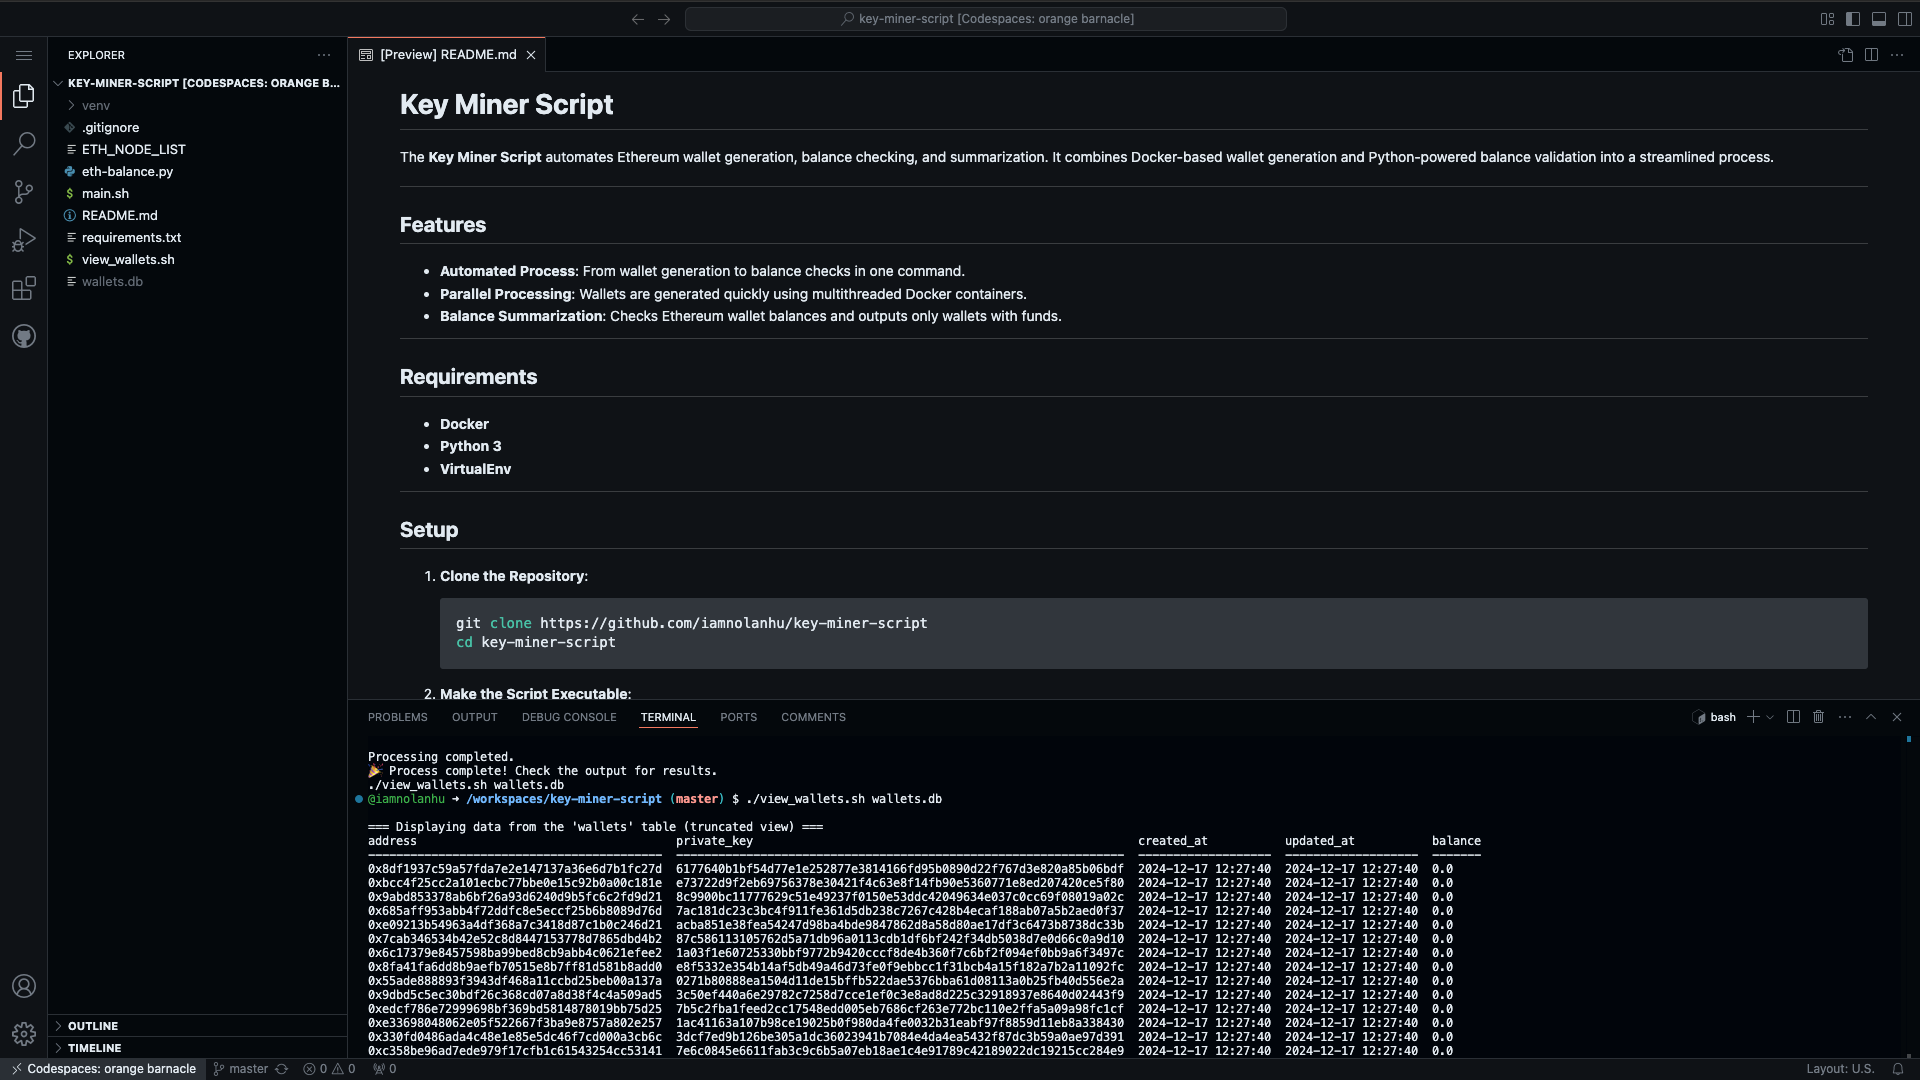 key-miner-script [Codespaces: orange barnacle]
EXPLORER
KEY-MINER-SCRIPT [CODESPACES: ORANGE B...
venv
.gitignore
ETH_NODE_LIST
eth-balance.py
main.sh
README.md
requirements.txt
view_wallets.sh
wallets.db
OUTLINE
TIMELINE
[Preview] README.md
Key Miner Script
The Key Miner Script automates Ethereum wallet generation, balance checking, and summarization. It combines Docker-based wallet generation and Python-powered balance validation into a streamlined process.
Features
• Automated Process: From wallet generation to balance checks in one command.
• Parallel Processing: Wallets are generated quickly using multithreaded Docker containers.
• Balance Summarization: Checks Ethereum wallet balances and outputs only wallets with funds.
Requirements
• Docker
• Python 3
• VirtualEnv
Setup
1. Clone the Repository:
git clone https://github.com/iamnolanhu/key-miner-script
cd key-miner-script
2. Make the Script Executable:
PROBLEMS OUTPUT DEBUG CONSOLE TERMINAL PORTS COMMENTS
bash
Processing completed.
🎉 Process complete! Check the output for results.
./view_wallets.sh wallets.db
@iamnolanhu → /workspaces/key-miner-script (master) $ ./view_wallets.sh wallets.db
=== Displaying data from the 'wallets' table (truncated view) ===
address private_key created_at updated_at balance
0x8df1937c59a57fda7e2e147137a36e6d7b1fc27d 6177640b1bf54d77e1e252877e3814166fd95b0890d22f767d3e820a85b06bdf 2024-12-17 12:27:40 2024-12-17 12:27:40 0.0
0xbcc4f25cc2a101ecbc77bbe0e15c92b0a00c181e e73722d9f2eb69756378e30421f4c63e8f14fb90e5360771e8ed207420ce5f80 2024-12-17 12:27:40 2024-12-17 12:27:40 0.0
0x9abd853378ab6bf26a93d6240d9b5fc6c2fd9d21 8c9900bc11777629c51e49237f0150e53ddc42049634e037c0cc69f08019a02c 2024-12-17 12:27:40 2024-12-17 12:27:40 0.0
0x685aff953abb4f72ddfc8e5eccf25b6b8089d76d 7ac181dc23c3bc4f911fe361d5db238c7267c428b4ecaf188ab07a5b2aed0f37 2024-12-17 12:27:40 2024-12-17 12:27:40 0.0
0xe09213b54963a4df368a7c3418d87c1b0c246d21 acba851e38fea54247d98ba4bde9847862d8a58d80ae17df3c6473b8738dc33b 2024-12-17 12:27:40 2024-12-17 12:27:40 0.0
0x7cab346534b42e52c8d8447153778d7865dbd4b2 87c586113105762d5a71db96a0113cdb1df6bf242f34db5038d7e0d66c0a9d10 2024-12-17 12:27:40 2024-12-17 12:27:40 0.0
0x6c17379e8457598ba99bed8cb9abb4c0621efee2 1a03f1e60725330bbf9772b9420cccf8de4b360f7c6bf2f094ef0bb9a6f3497c 2024-12-17 12:27:40 2024-12-17 12:27:40 0.0
0x8fa41fa6dd8b9aefb70515e8b7ff81d581b8add0 e8f5332e354b14af5db49a46d73fe0f9ebbcc1f31bcb4a15f182a7b2a11092fc 2024-12-17 12:27:40 2024-12-17 12:27:40 0.0
0x55ade888893f3943df468a11ccbd25beb00a137a 0271b80888ea1504d11de15bffb522dae5376bba61d08113a0b25fb40d556e2a 2024-12-17 12:27:40 2024-12-17 12:27:40 0.0
0x9dbd5c5ec30bdf26c368cd07a8d38f4c4a509ad5 3c50ef440a6e29782c7258d7cce1ef0c3e8ad8d225c32918937e8640d02443f9 2024-12-17 12:27:40 2024-12-17 12:27:40 0.0
0xedcf786e72999698bf369bd5814878019bb75d25 7b5c2fba1feed2cc17548edd005eb7686cf263e772bc110e2ffa5a09a98fc1cf 2024-12-17 12:27:40 2024-12-17 12:27:40 0.0
0xe33698048062e05f522667f3ba9e8757a802e257 1ac41163a107b98ce19025b0f980da4fe0032b31eabf97f8859d11eb8a338430 2024-12-17 12:27:40 2024-12-17 12:27:40 0.0
0x330fd0486ada4c48e1e85e5dc46f7cd000a3cb6c 3dcf7ed9b126be305a1dc36023941b7084e4da4ea5432f87dc3b59a0ae97d391 2024-12-17 12:27:40 2024-12-17 12:27:40 0.0
0xc358be96ad7ede979f17cfb1c61543254cc53141 7e6c0845e6611fab3c9c6b5a07eb18ae1c4e91789c42189022dc19215cc284e9 2024-12-17 12:27:40 2024-12-17 12:27:40 0.0
Codespaces: orange barnacle master 0 0 0 Layout: U.S.